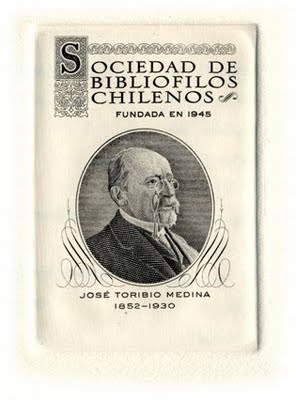 SOCIEDAD DE
BIBLIOFILOS
CHILENOS
FUNDADA EN 1945
JOSÉ TORIBIO MEDINA
1852-1930